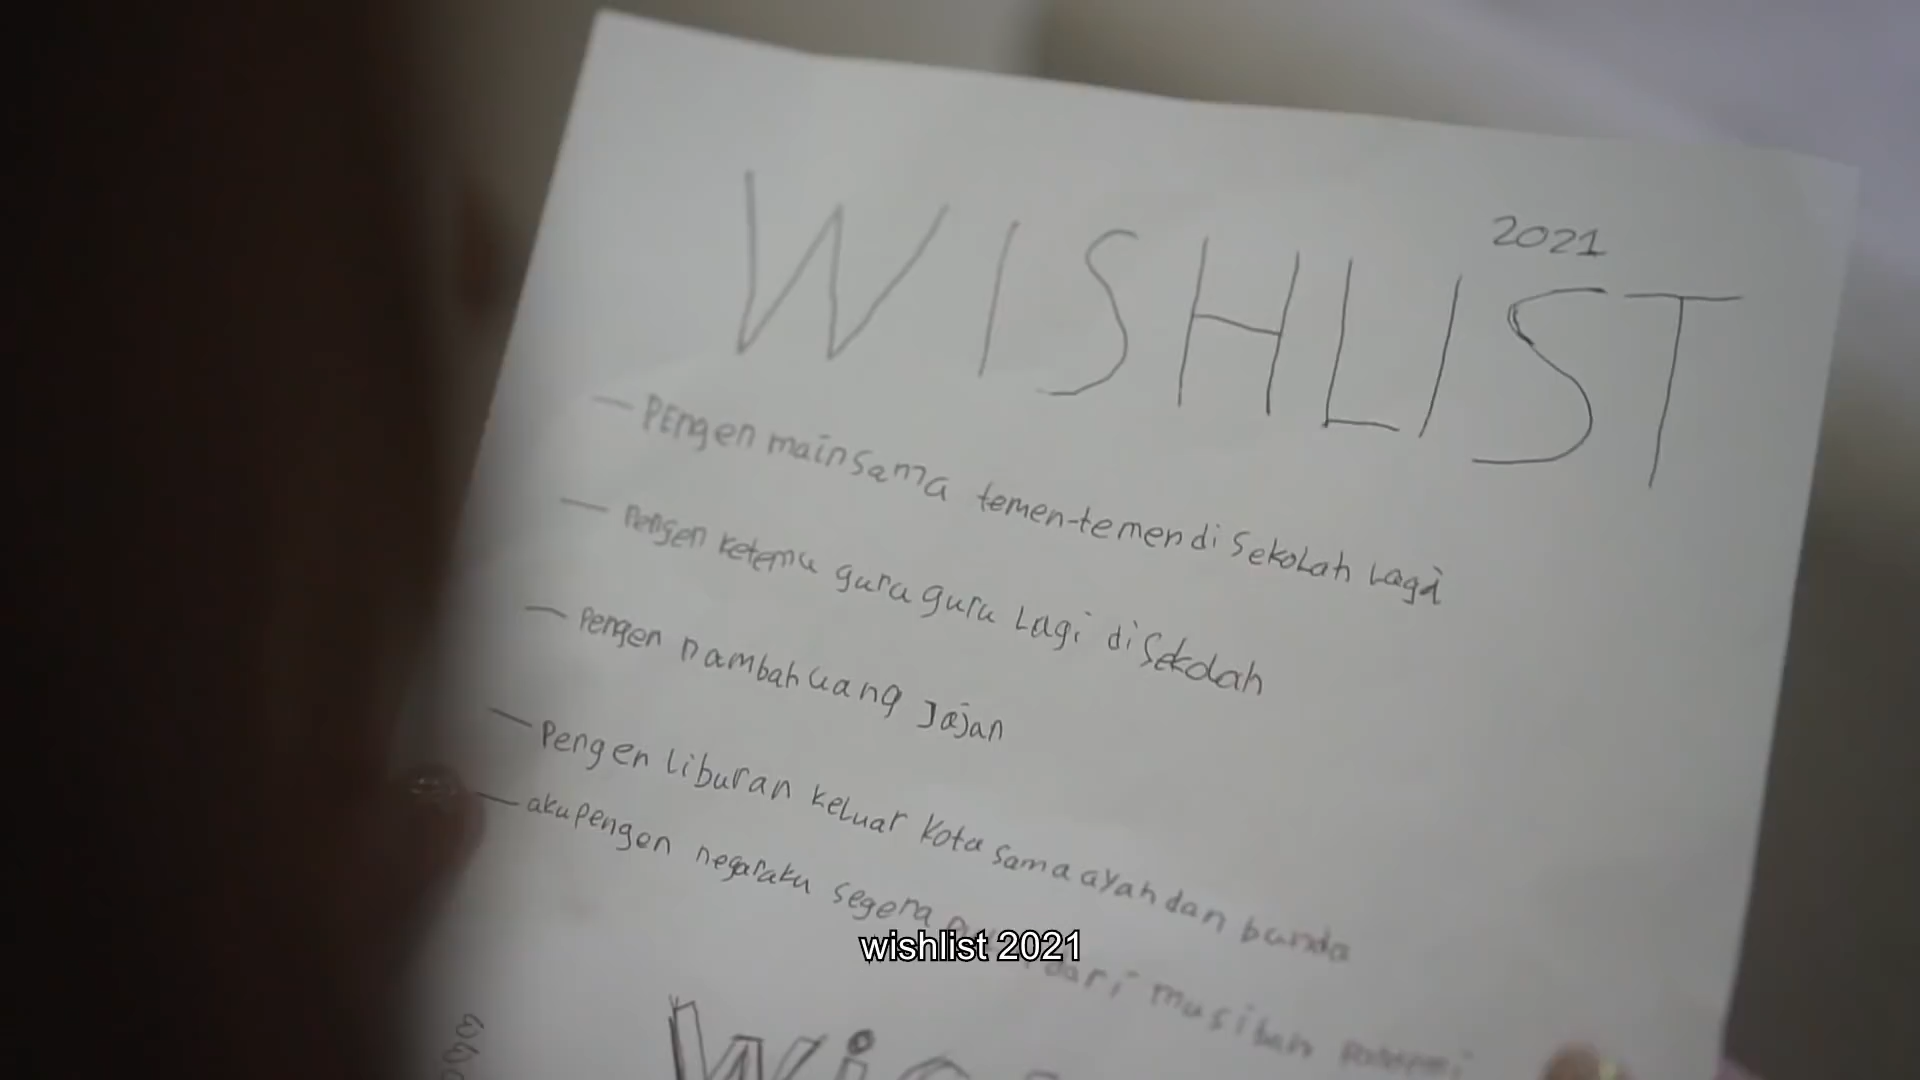 2021
WISHLIST
— PEngen main sama temen-temen di Sekolah Lagi
— Pengen ketemu guru guru Lagi di Sekolah
— Pengen nambah uang Jajan
— Pengen Liburan keluar kota sama ayah dan bunda
— aku pengen negaraku segera dari musibah
wishlist 2021